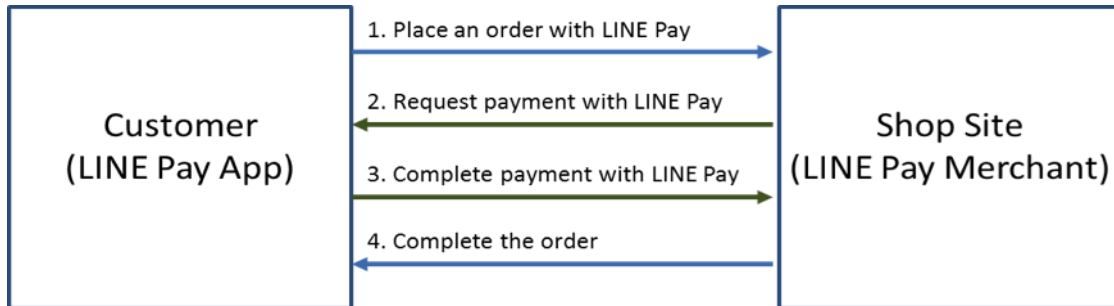 1. Place an order with LINE Pay
2. Request payment with LINE Pay
Customer
(LINE Pay App)
Shop Site
(LINE Pay Merchant)
3. Complete payment with LINE Pay
4. Complete the order